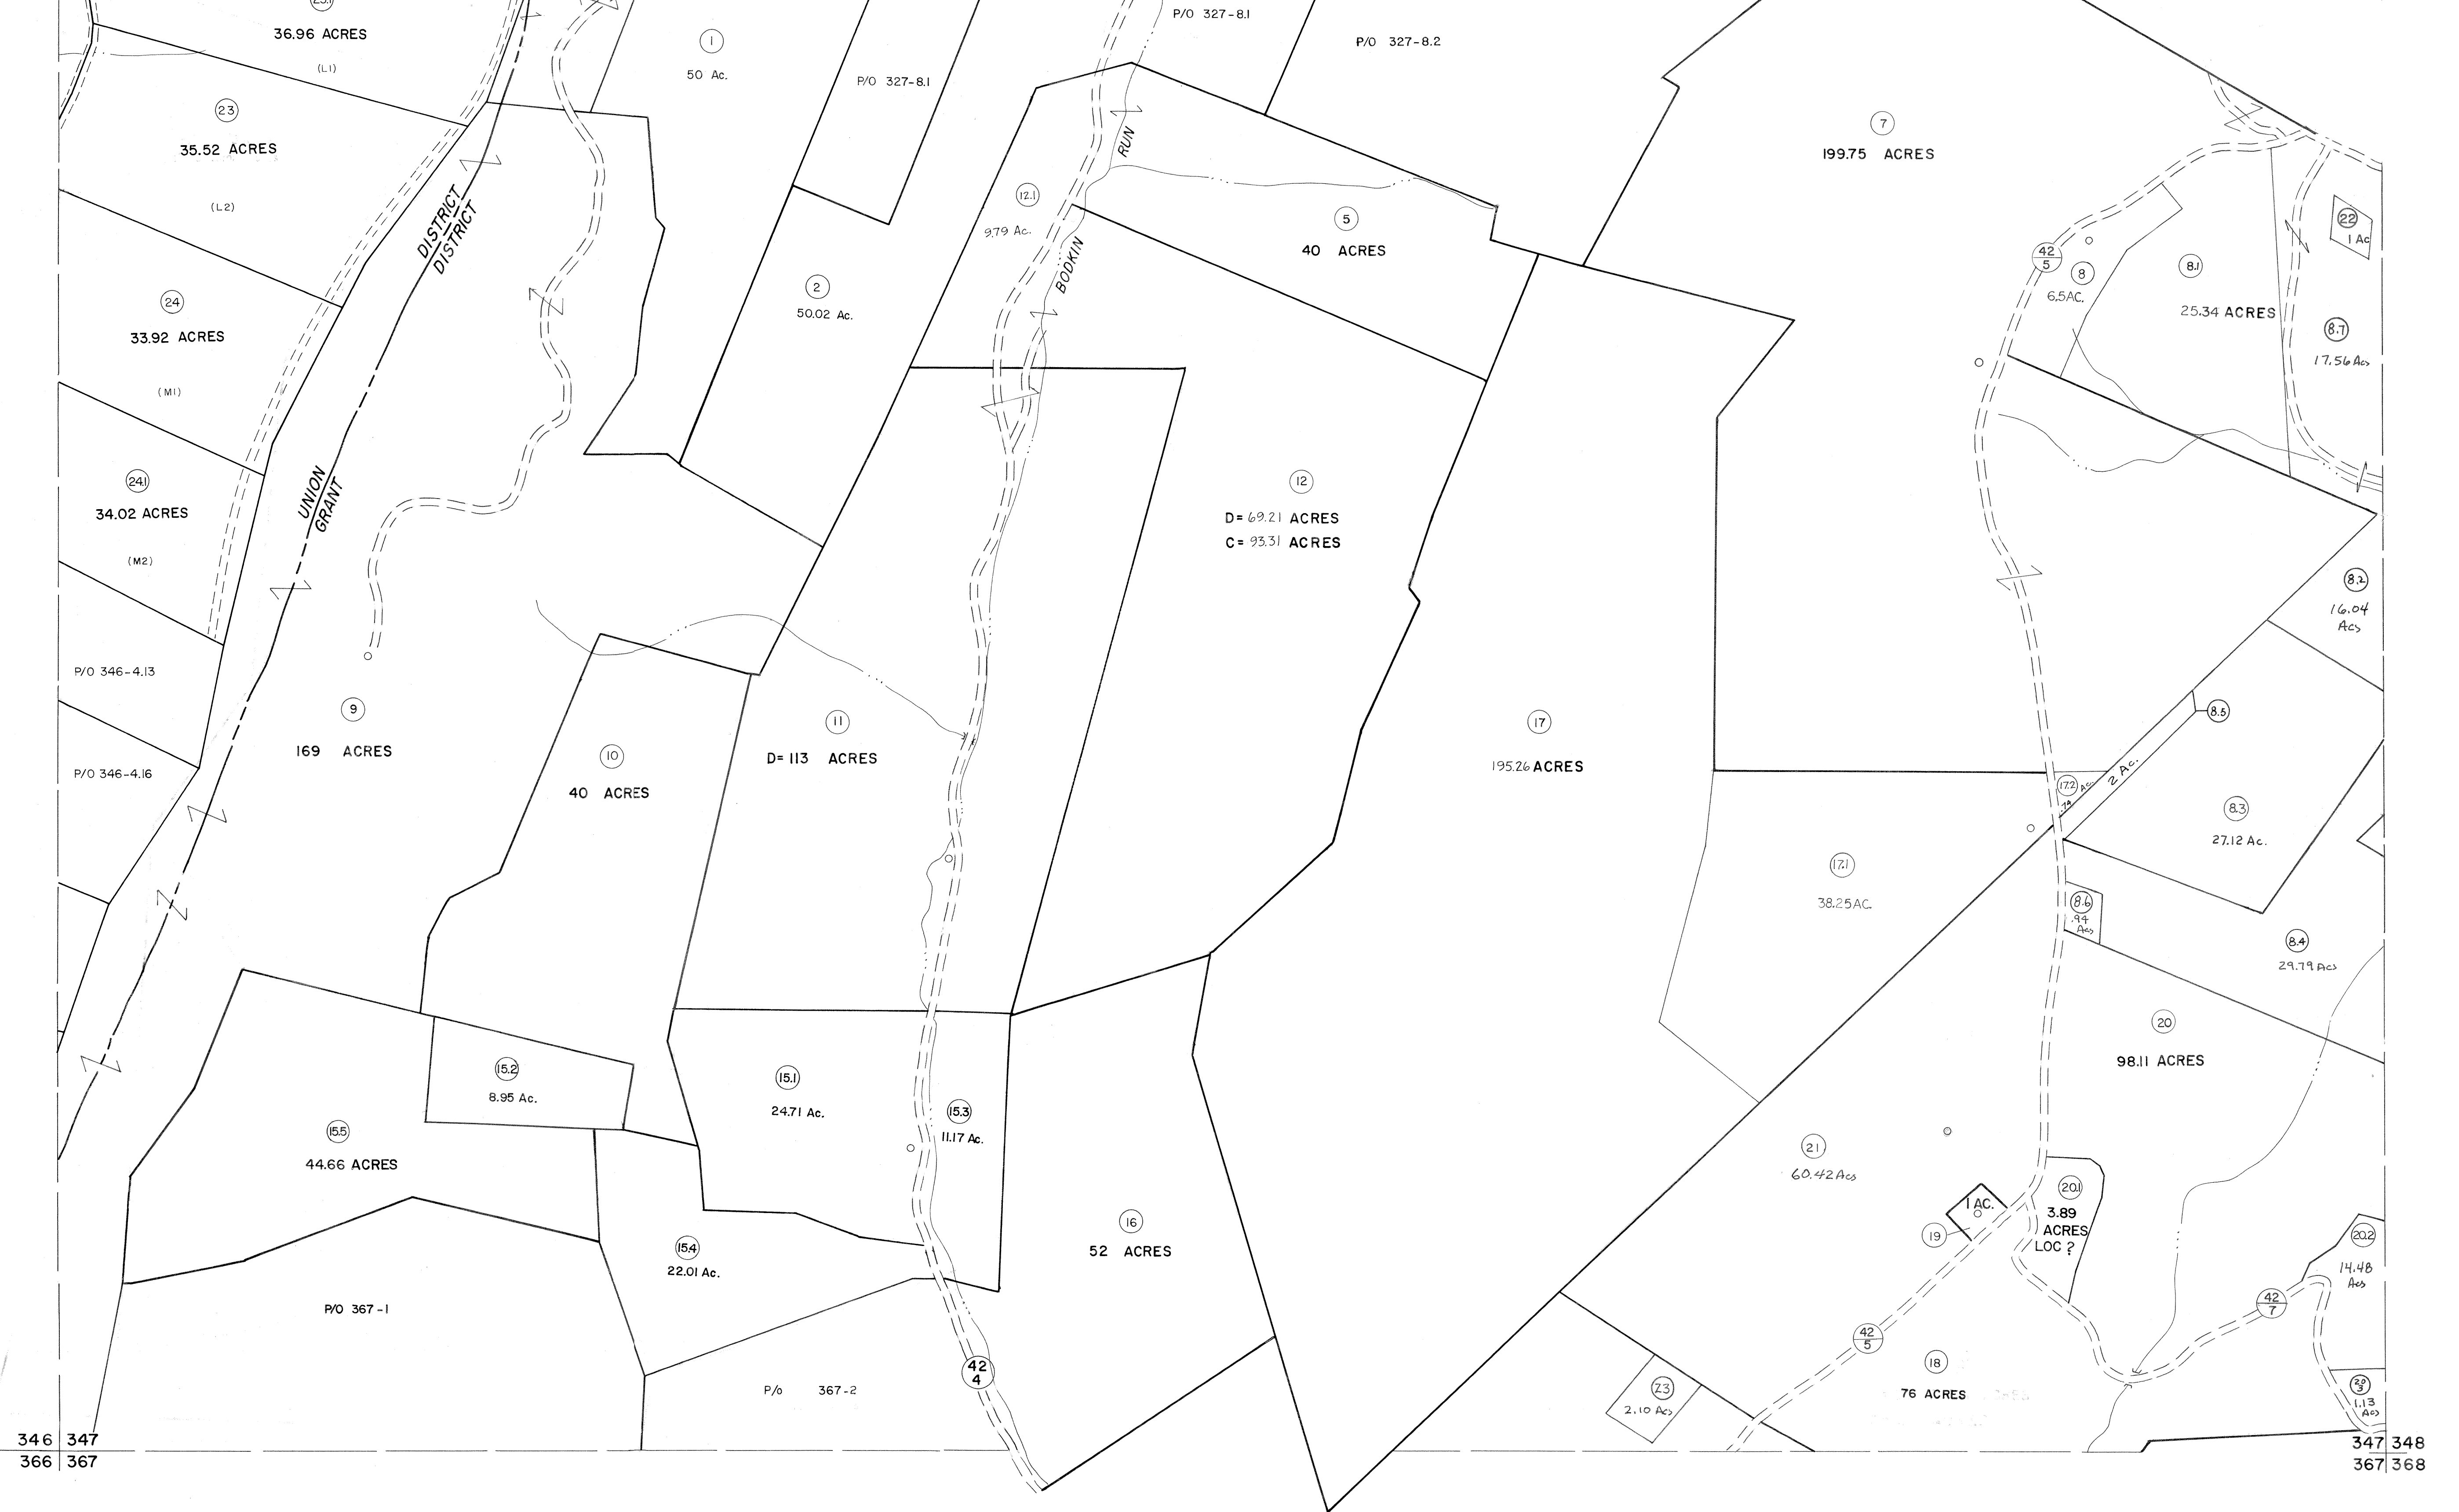 36.96 ACRES
(L1)
23
35.52 ACRES
(L2)
24
33.92 ACRES
(M1)
24.1
34.02 ACRES
(M2)
P/O 346-4.13
P/O 346-4.16
DISTRICT
DISTRICT
UNION
GRANT
1
50 Ac.
P/O 327-8.1
P/O 327-8.1
P/O 327-8.2
2
50.02 Ac.
12.1
9.79 Ac.
BODKIN RUN
5
40 ACRES
7
199.75 ACRES
42
5
8
6.5 AC.
8.1
25.34 ACRES
22
1 Ac
8.7
17.56 Acs
12
D= 69.21 ACRES
C= 93.31 ACRES
8.2
16.04
Acs
9
169 ACRES
10
40 ACRES
11
D= 113 ACRES
17
195.26 ACRES
8.5
2 Ac.
17.2
.74 Ac.
8.3
27.12 Ac.
17.1
38.25 AC.
8.6
.94
Acs
8.4
29.79 Acs
20
98.11 ACRES
15.2
8.95 Ac.
15.1
24.71 Ac.
15.3
11.17 Ac.
15.5
44.66 ACRES
21
60.42 Acs
1 AC.
19
20.1
3.89
ACRES
LOC ?
16
52 ACRES
15.4
22.01 Ac.
20.2
14.48
Acs
42
7
P/O 367-1
42
5
42
4
18
76 ACRES
P/o 367-2
23
2.10 Acs
20
3
1.13
Acs
346 347
366 367
347 348
367 368